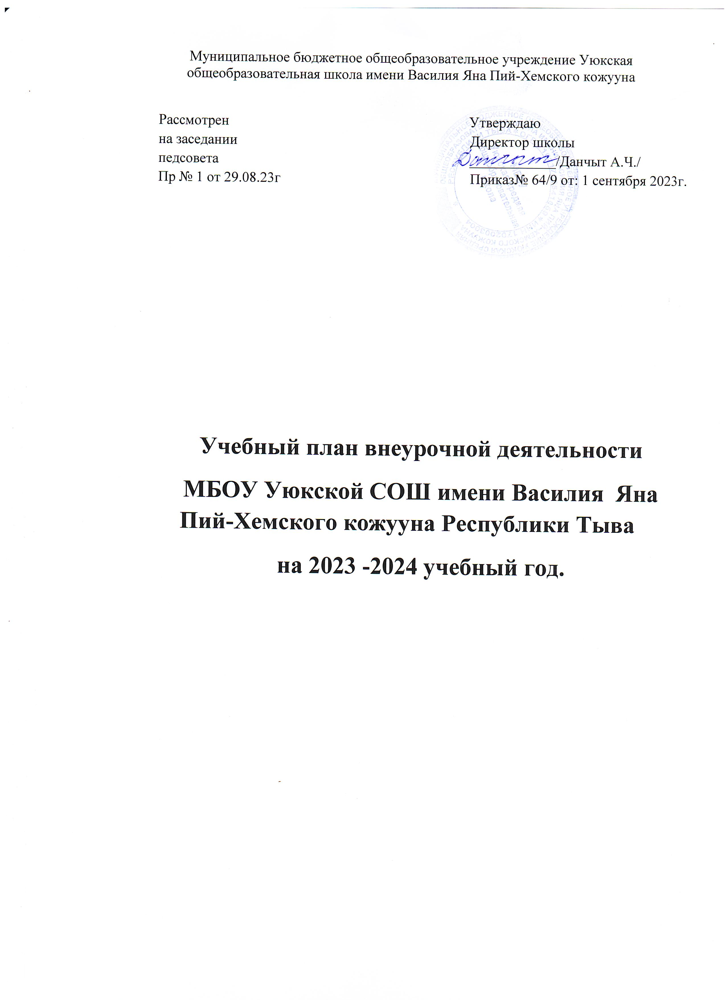 Муниципальное бюджетное общеобразовательное учреждение Уюкская
общеобразовательная школа имени Василия Яна Пий-Хемского кожууна
Рассмотрен
на заседании
педсовета
Пр № 1 от 29.08.23г
Утверждаю
Директор школы
/Данчыт А.Ч./
Приказ№ 64/9 от: 1 сентября 2023г.
Учебный план внеурочной деятельности
МБОУ Уюкской СОШ имени Василия Яна
Пий-Хемского кожууна Республики Тыва
на 2023 -2024 учебный год.